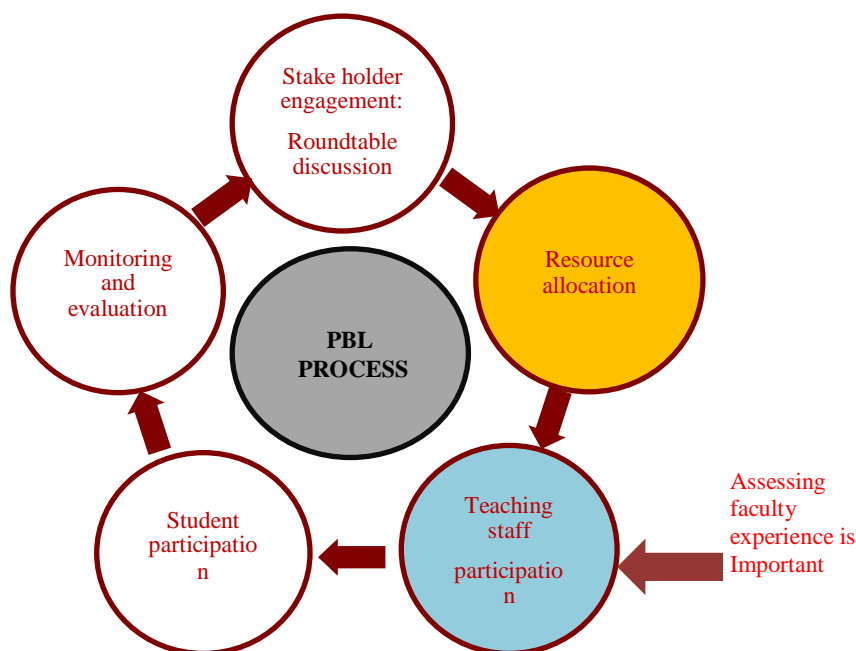 Stake holder
engagement:
Roundtable
discussion
Resource
allocation
Monitoring
and
evaluation
PBL
PROCESS
Teaching
staff
participatio
n
Student
participatio
n
Assessing
faculty
experience is
Important